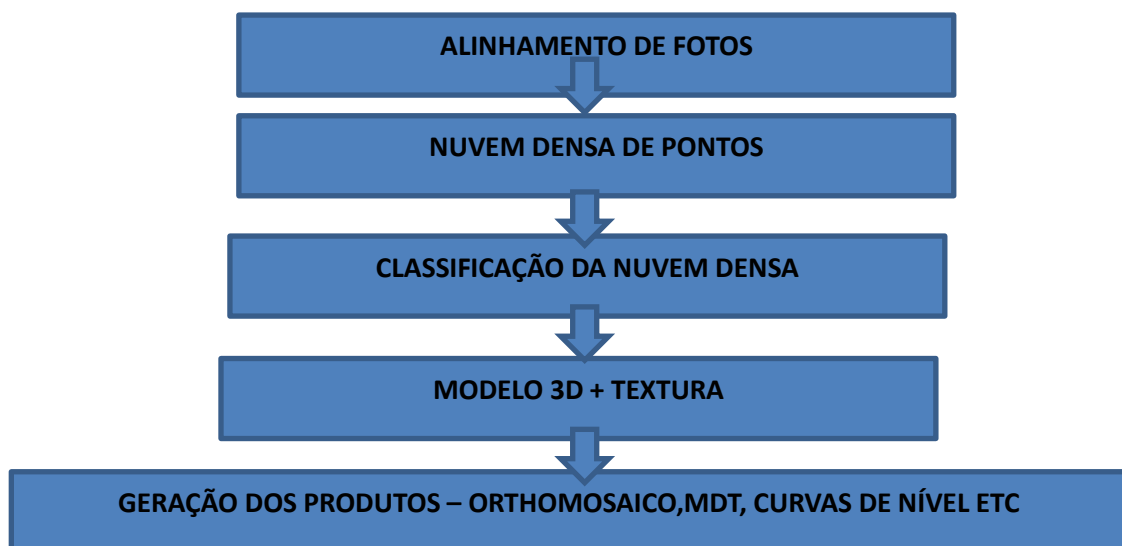 ALINHAMENTO DE FOTOS
NUVEM DENSA DE PONTOS
CLASSIFICAÇÃO DA NUVEM DENSA
MODELO 3D + TEXTURA
GERAÇÃO DOS PRODUTOS – ORTHOMOSAICO,MDT, CURVAS DE NÍVEL ETC